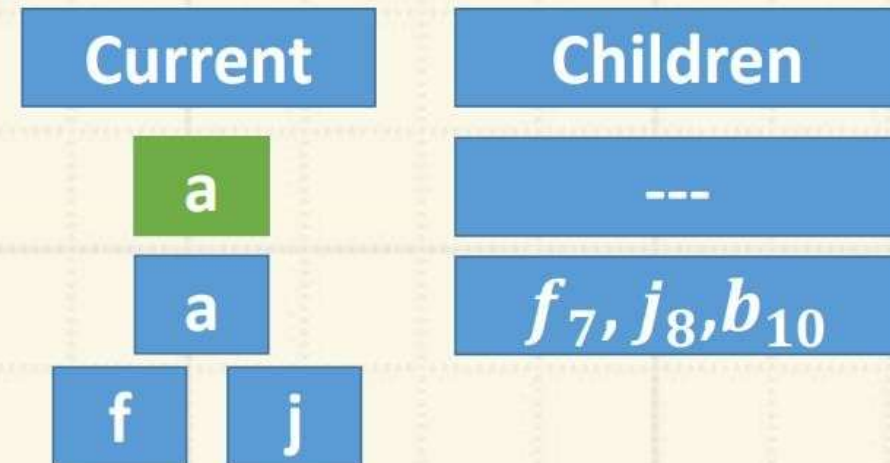 Current Children
a ---
a f₇, j₈,b₁₀
f j